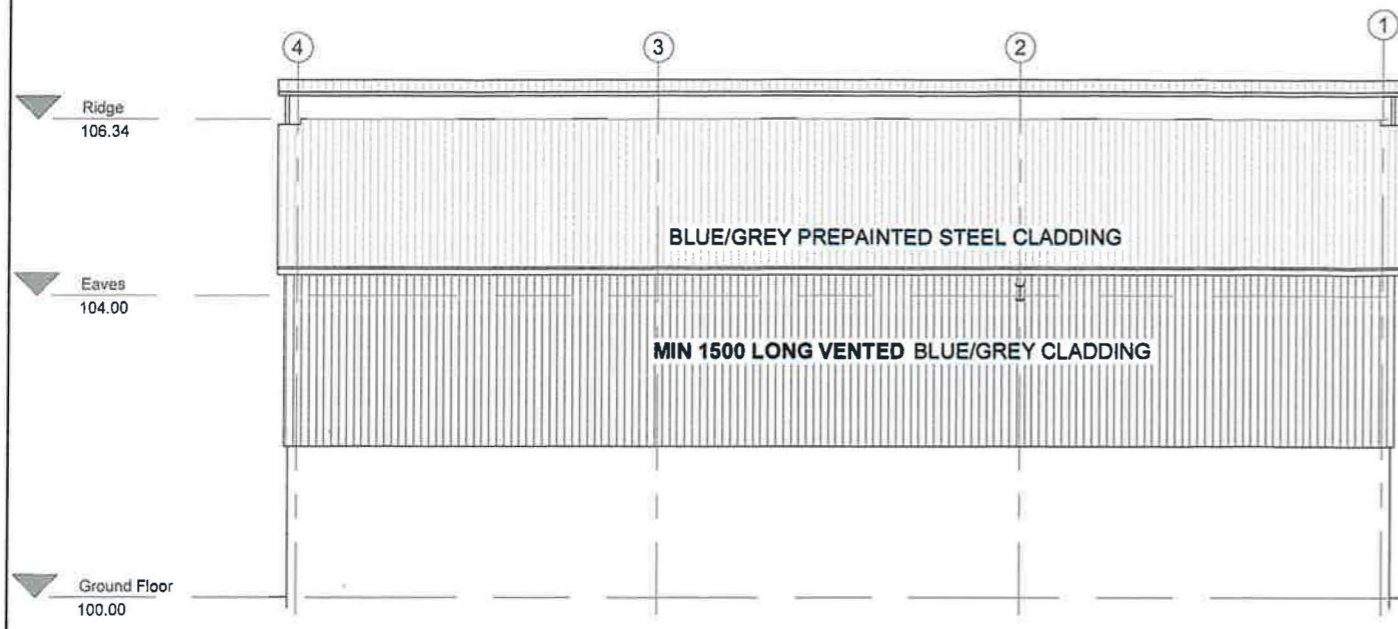 4
3
2
1
Ridge
106.34
BLUE/GREY PREPAINTED STEEL CLADDING
Eaves
104.00
MIN 1500 LONG VENTED BLUE/GREY CLADDING
Ground Floor
100.00